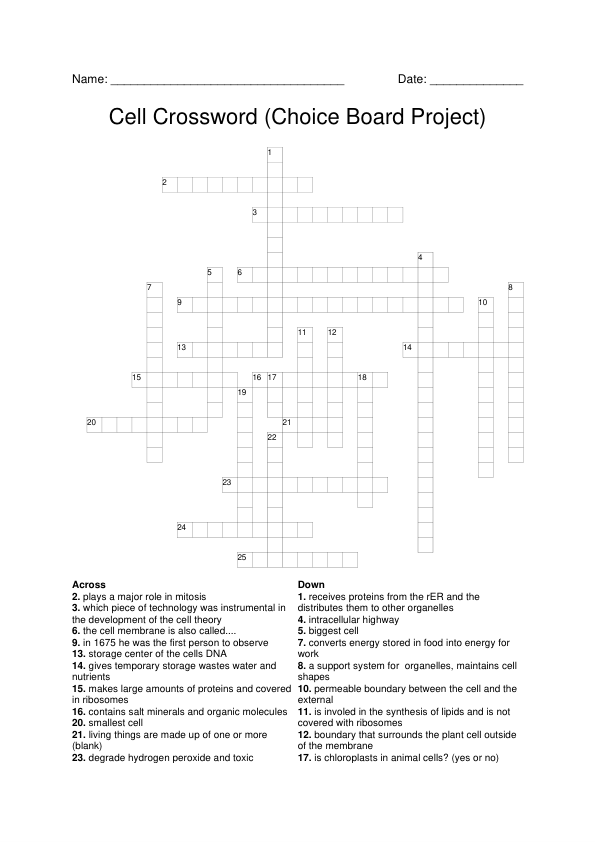 Name: ___________________________________ Date: ______________
Cell Crossword (Choice Board Project)
1
2
3
4
5 6
7 8
9 10
11 12
13 14
15 16 17 18
19
20 21
22
23
24
25
Across
2. plays a major role in mitosis
3. which piece of technology was instrumental in
the development of the cell theory
6. the cell membrane is also called....
9. in 1675 he was the first person to observe
13. storage center of the cells DNA
14. gives temporary storage wastes water and
nutrients
15. makes large amounts of proteins and covered
in ribosomes
16. contains salt minerals and organic molecules
20. smallest cell
21. living things are made up of one or more
(blank)
23. degrade hydrogen peroxide and toxic
Down
1. receives proteins from the rER and the
distributes them to other organelles
4. intracellular highway
5. biggest cell
7. converts energy stored in food into energy for
work
8. a support system for organelles, maintains cell
shapes
10. permeable boundary between the cell and the
external
11. is involed in the synthesis of lipids and is not
covered with ribosomes
12. boundary that surrounds the plant cell outside
of the membrane
17. is chloroplasts in animal cells? (yes or no)